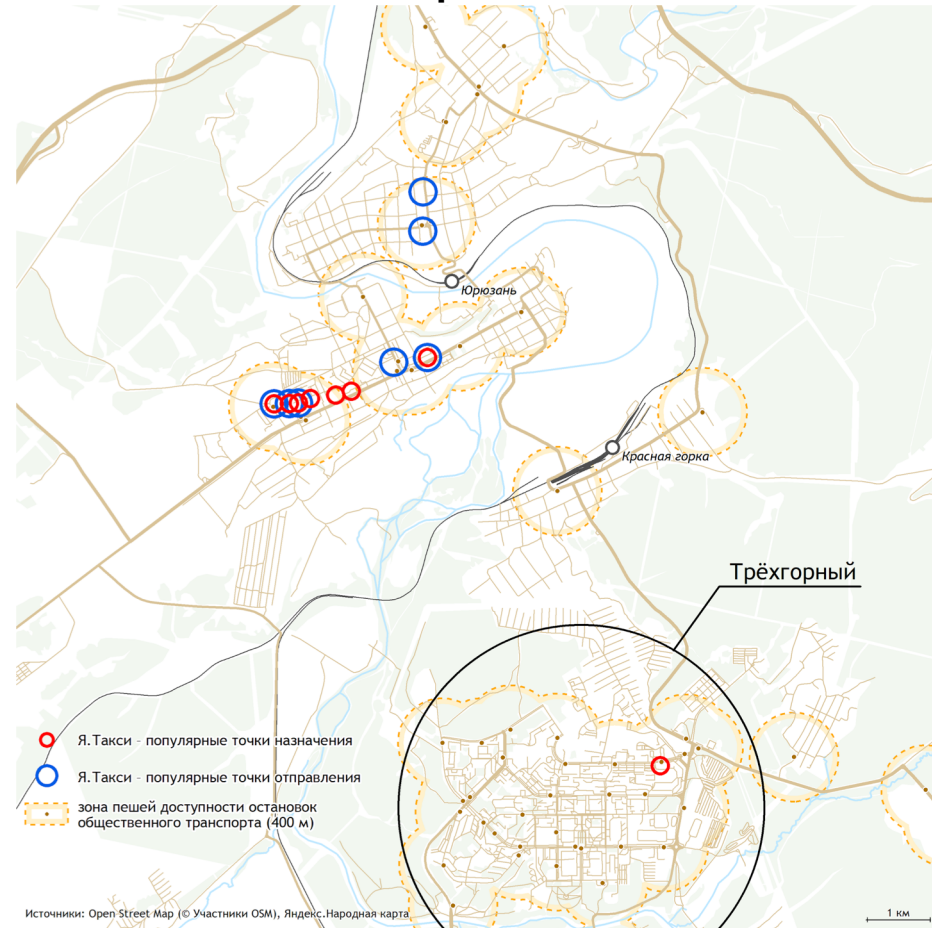 Юрюзань
Красная горка
Трёхгорный
Я.Такси - популярные точки назначения
Я.Такси - популярные точки отправления
зона пешей доступности остановок
общественного транспорта (400 м)
Источники: Open Street Map (© Участники OSM), Яндекс.Народная карта
1 км